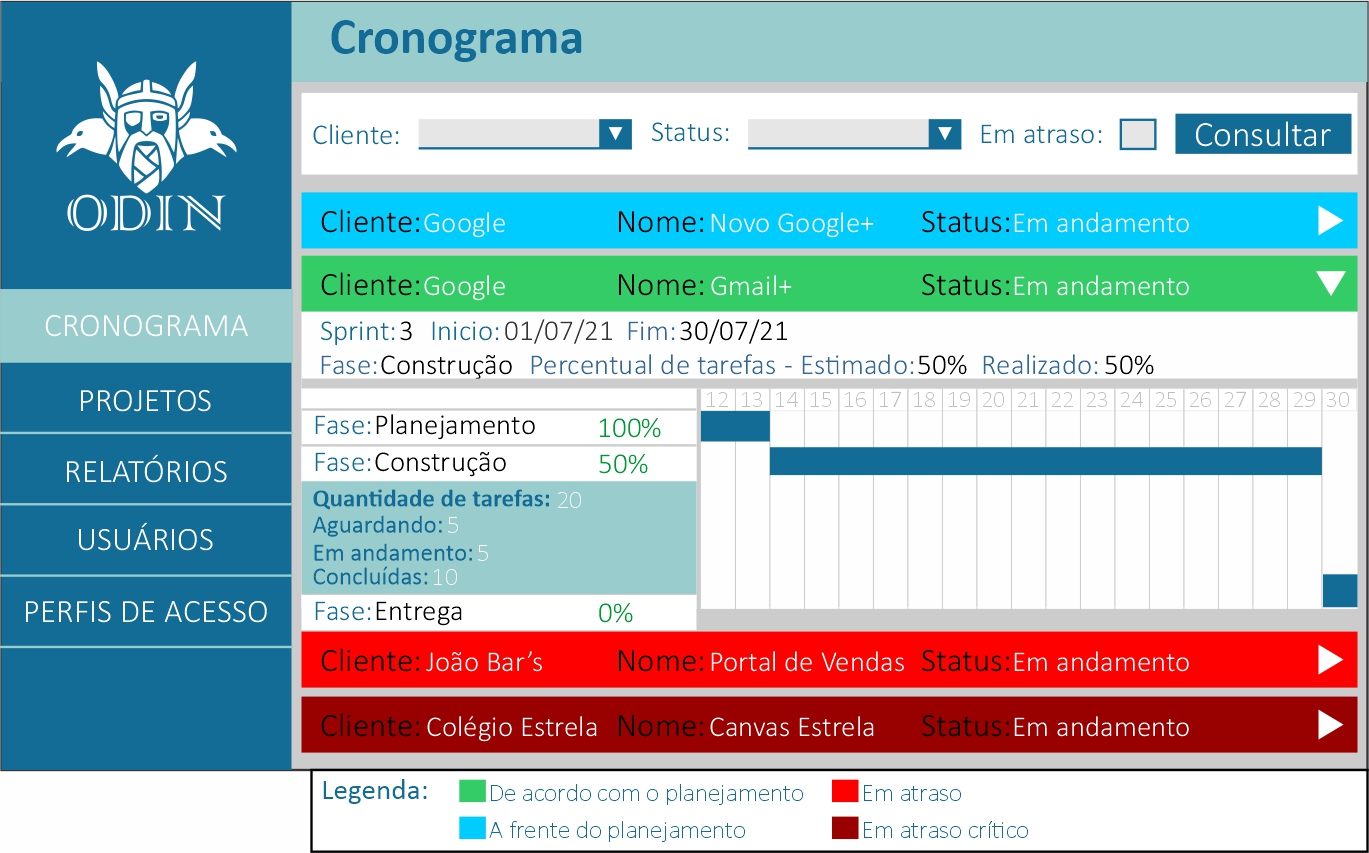 Cronograma
ODIN
CRONOGRAMA
PROJETOS
RELATÓRIOS
USUÁRIOS
PERFIS DE ACESSO
Cliente: Status: Em atraso: Consultar
Cliente: Google Nome: Novo Google+ Status: Em andamento
Cliente: Google Nome: Gmail+ Status: Em andamento
Sprint: 3 Inicio: 01/07/21 Fim: 30/07/21
Fase: Construção Percentual de tarefas - Estimado: 50% Realizado: 50%
12 13 14 15 16 17 18 19 20 21 22 23 24 25 26 27 28 29 30
Fase: Planejamento 100%
Fase: Construção 50%
Quantidade de tarefas: 20
Aguardando: 5
Em andamento: 5
Concluídas: 10
Fase: Entrega 0%
Cliente: João Bar’s Nome: Portal de Vendas Status: Em andamento
Cliente: Colégio Estrela Nome: Canvas Estrela Status: Em andamento
Legenda: De acordo com o planejamento Em atraso
A frente do planejamento Em atraso crítico